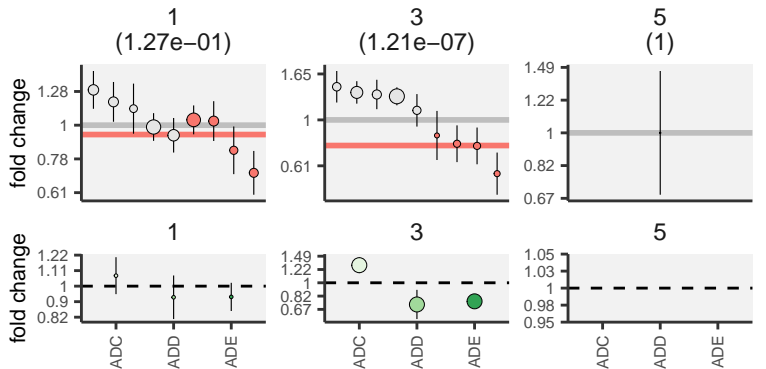 1
(1.27e−01)
3
(1.21e−07)
5
(1)
fold change
1.28
1
0.78
0.61
1.65
1
0.61
1.49
1.22
1
0.82
0.67
1
3
5
fold change
1.22
1.11
1
0.9
0.82
1.49
1.22
1
0.82
0.67
1.05
1.03
1
0.98
0.95
ADC
ADD
ADE
ADC
ADD
ADE
ADC
ADD
ADE